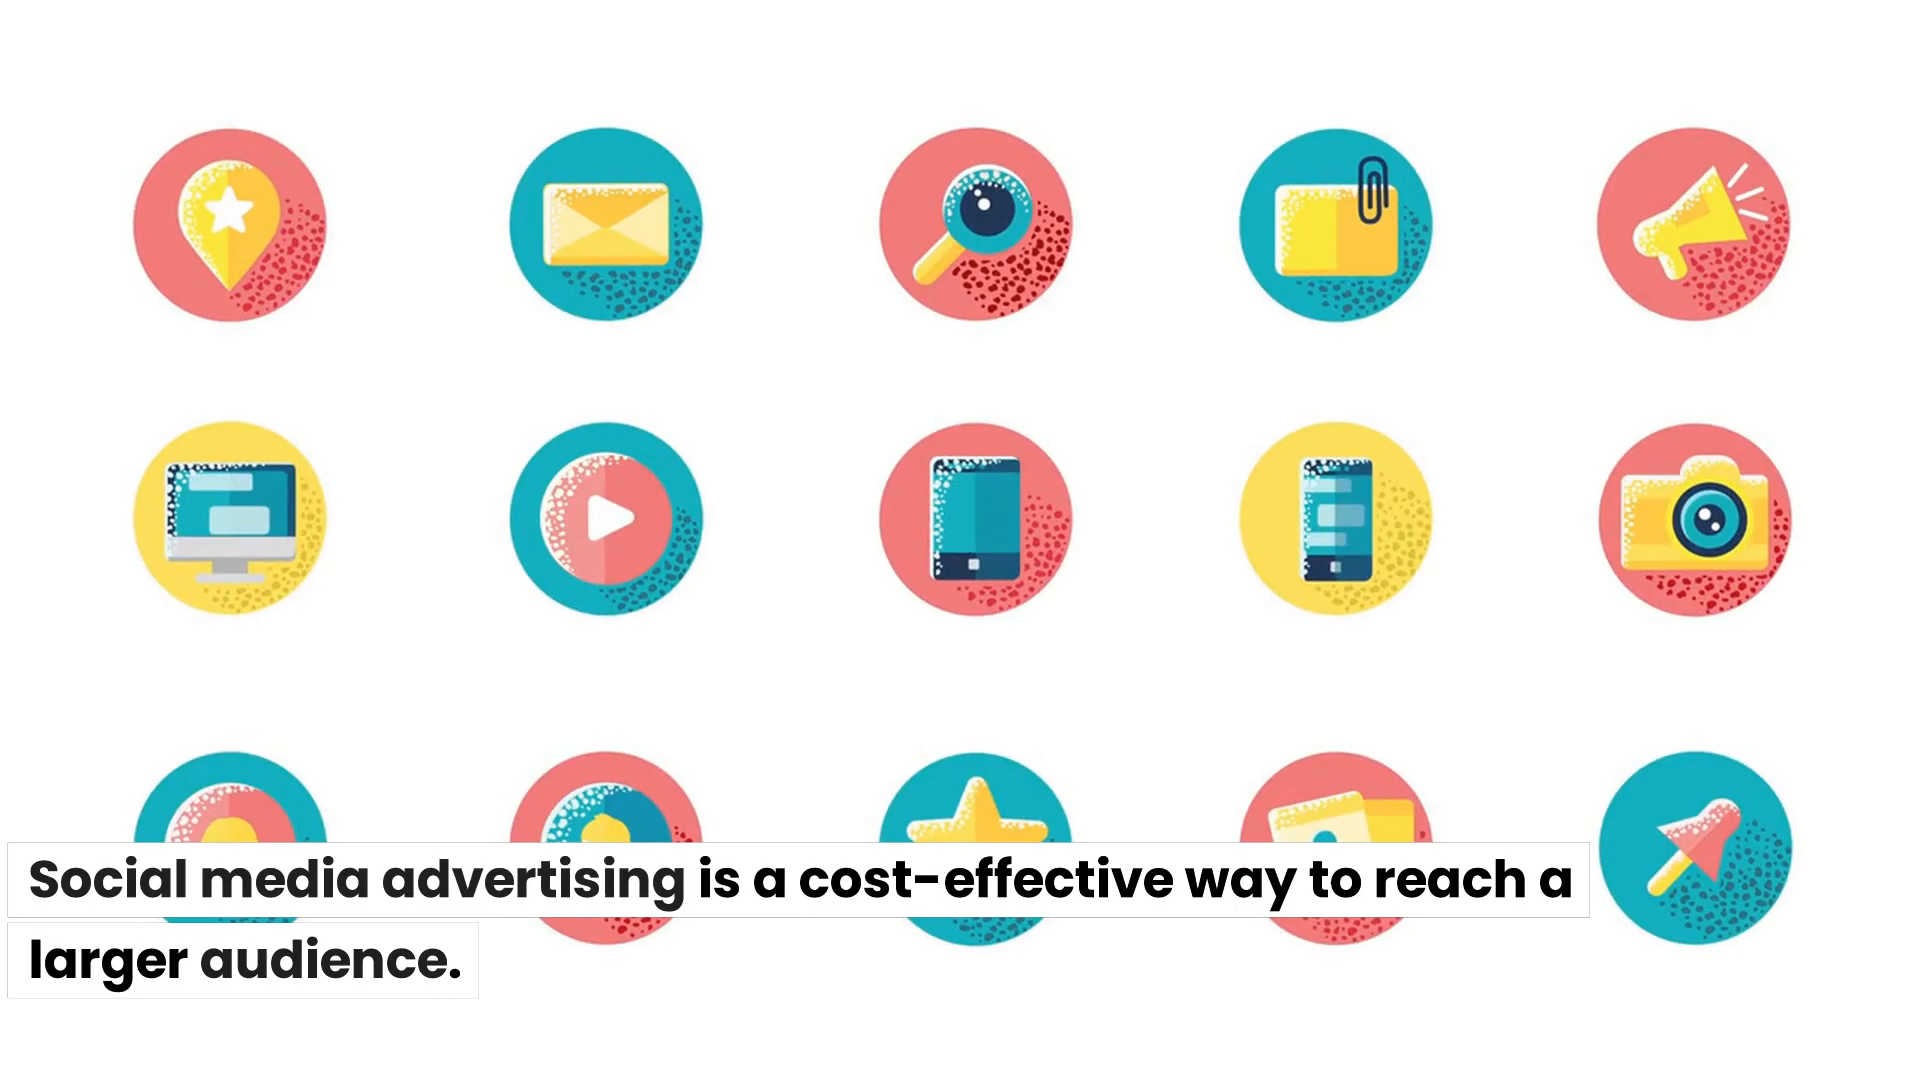 Social media advertising is a cost-effective way to reach a
larger audience.